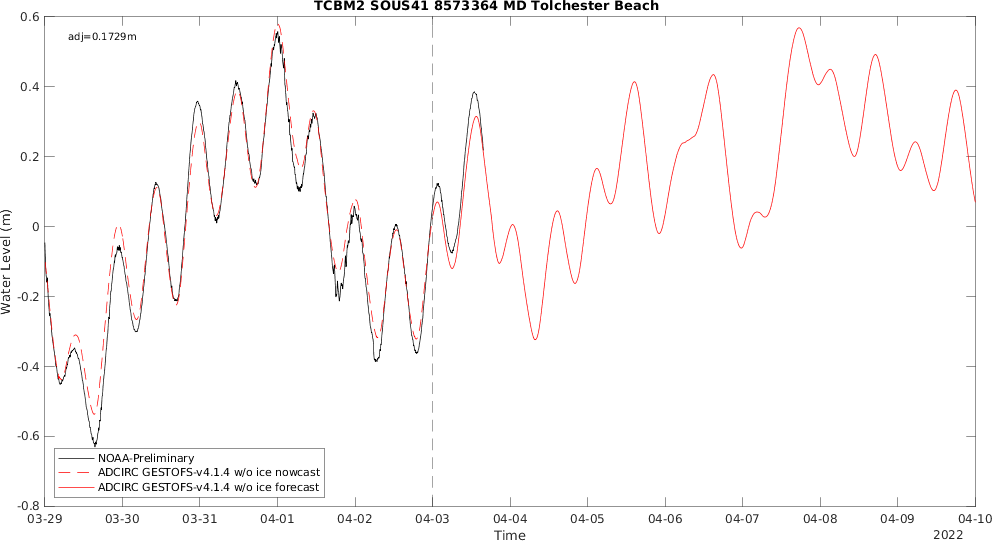 TCBM2 SOUS41 8573364 MD Tolchester Beach
adj=0.1729m
Water Level (m)
0.6
0.4
0.2
0
-0.2
-0.4
-0.6
-0.8
NOAA-Preliminary
ADCIRC GESTOFS-v4.1.4 w/o ice nowcast
ADCIRC GESTOFS-v4.1.4 w/o ice forecast
03-29 03-30 03-31 04-01 04-02 04-03 04-04 04-05 04-06 04-07 04-08 04-09 04-10
Time
2022